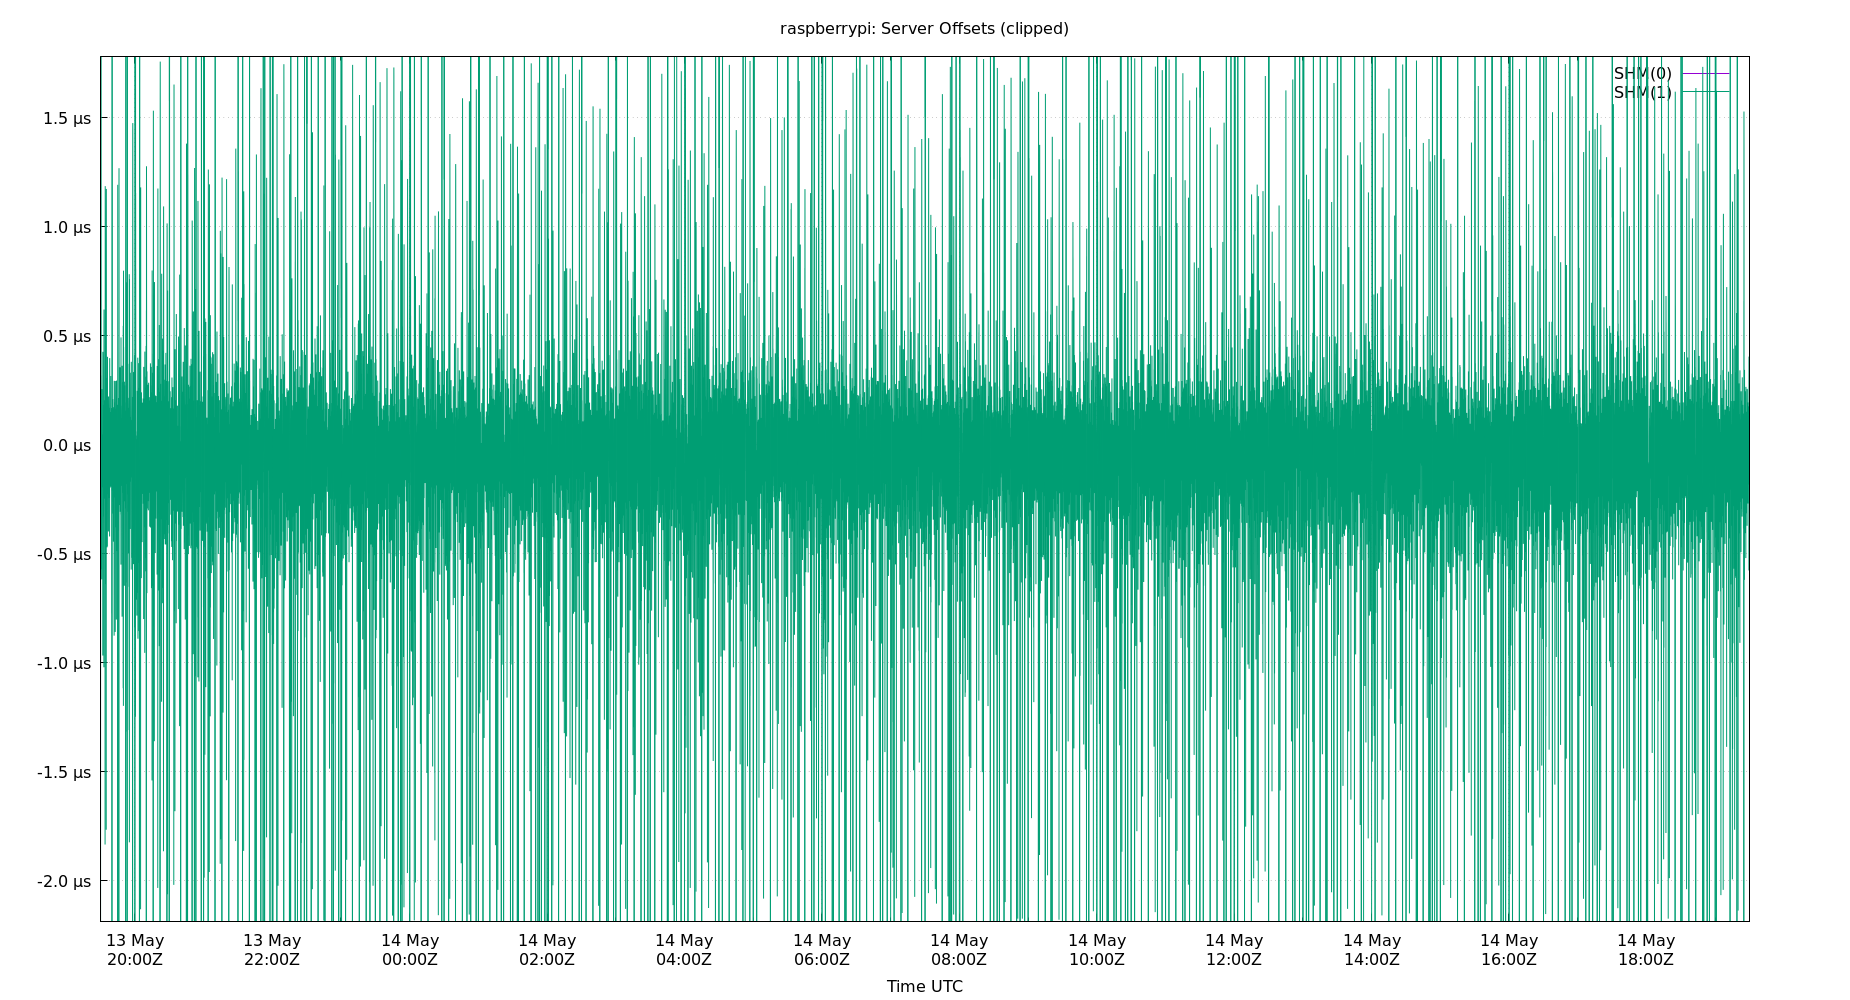 raspberrypi: Server Offsets (clipped)
SHM(0)
SHM(1)
1.5 µs
1.0 µs
0.5 µs
0.0 µs
-0.5 µs
-1.0 µs
-1.5 µs
-2.0 µs
13 May 13 May 14 May 14 May 14 May 14 May 14 May 14 May 14 May 14 May 14 May 14 May
20:00Z 22:00Z 00:00Z 02:00Z 04:00Z 06:00Z 08:00Z 10:00Z 12:00Z 14:00Z 16:00Z 18:00Z
Time UTC